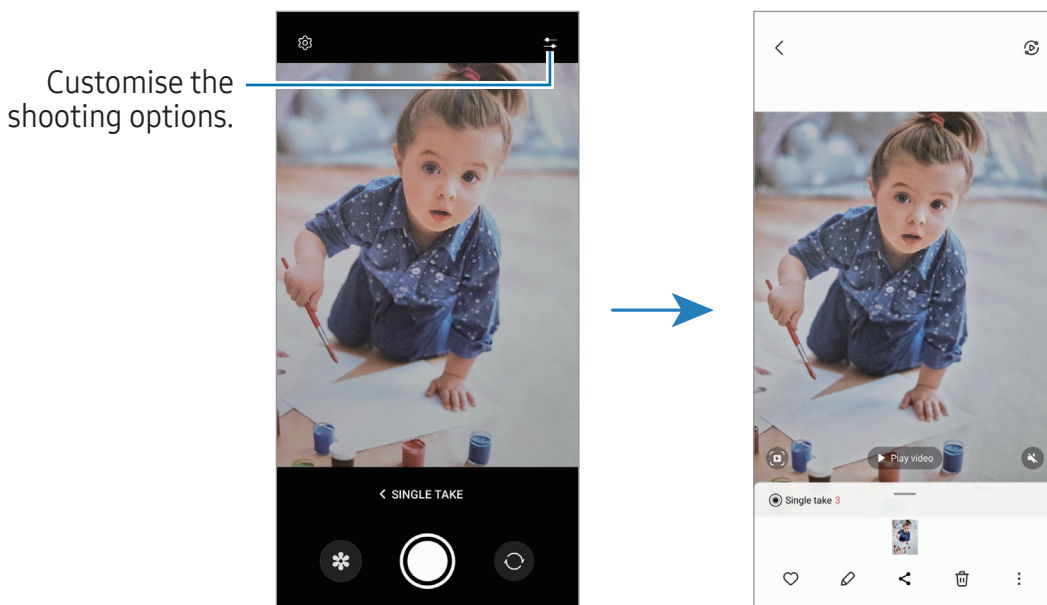 Customise the
shooting options.
SINGLE TAKE
Play video
Single take 3